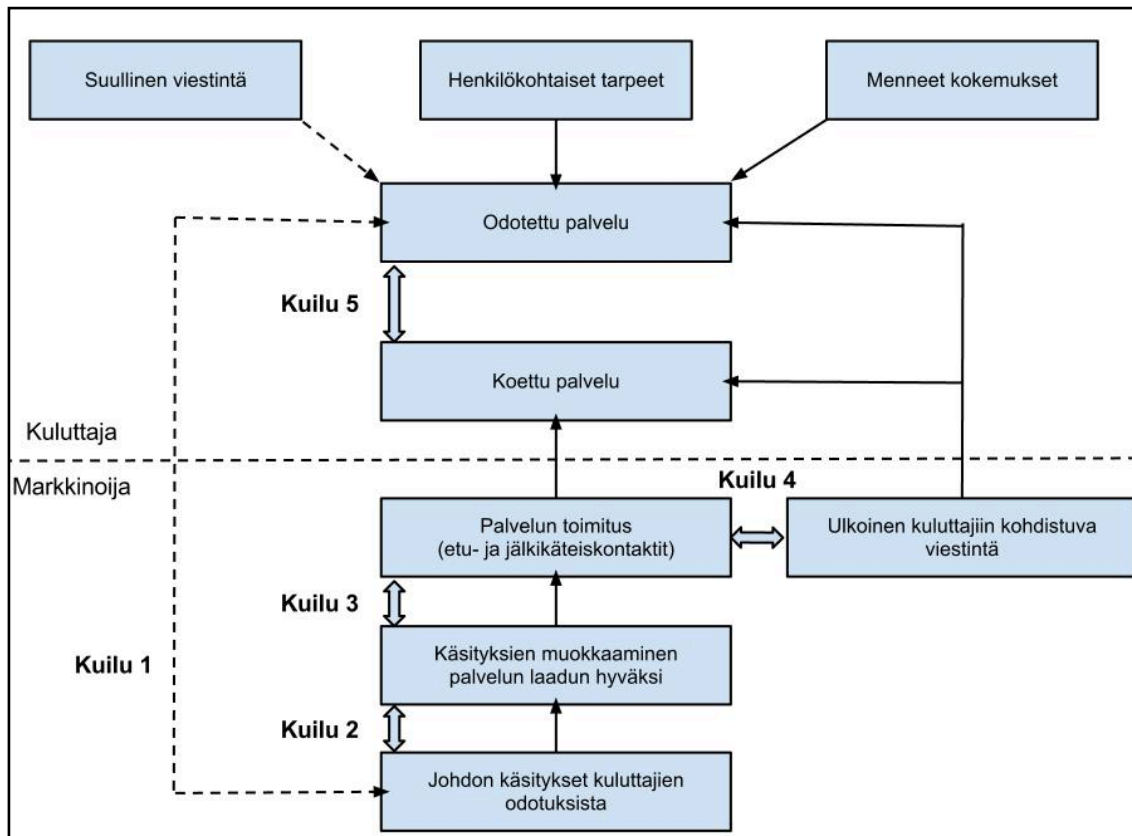 Suullinen viestintä
Henkilökohtaiset tarpeet
Menneet kokemukset
Odotettu palvelu
Kuilu 5
Koettu palvelu
Kuluttaja
Markkinoija
Kuilu 4
Palvelun toimitus
(etu- ja jälkikäteiskontaktit)
Ulkoinen kuluttajiin kohdistuva
viestintä
Kuilu 3
Kuilu 1
Käsityksien muokkaaminen
palvelun laadun hyväksi
Kuilu 2
Johdon käsitykset kuluttajien
odotuksista